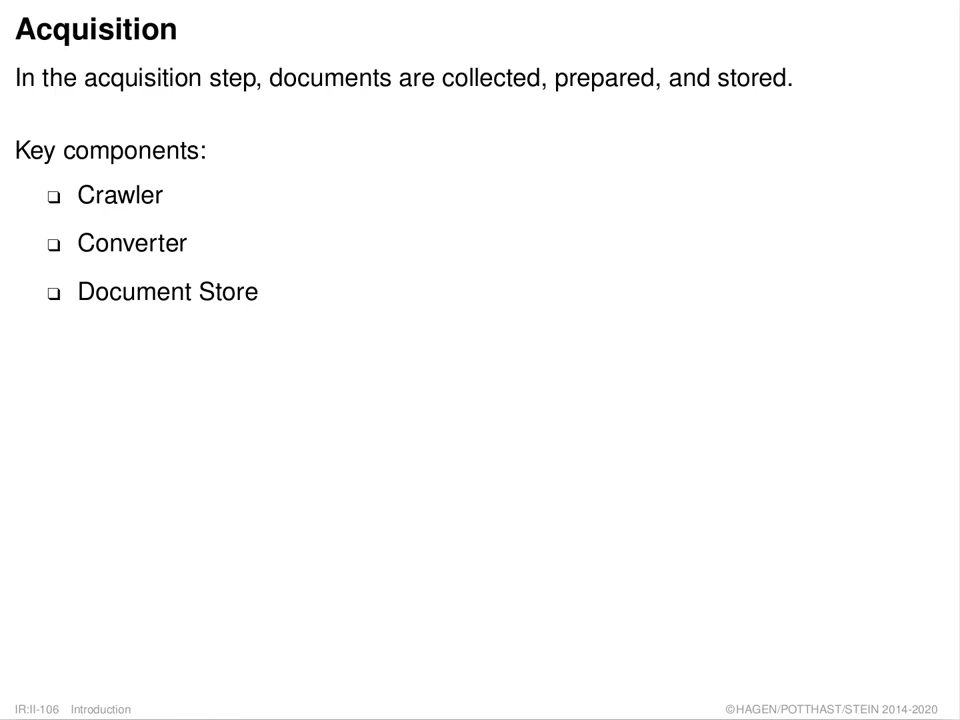 Acquisition
In the acquisition step, documents are collected, prepared, and stored.
Key components:
❏ Crawler
❏ Converter
❏ Document Store
IR:II-106 Introduction
©HAGEN/POTTHAST/STEIN 2014-2020